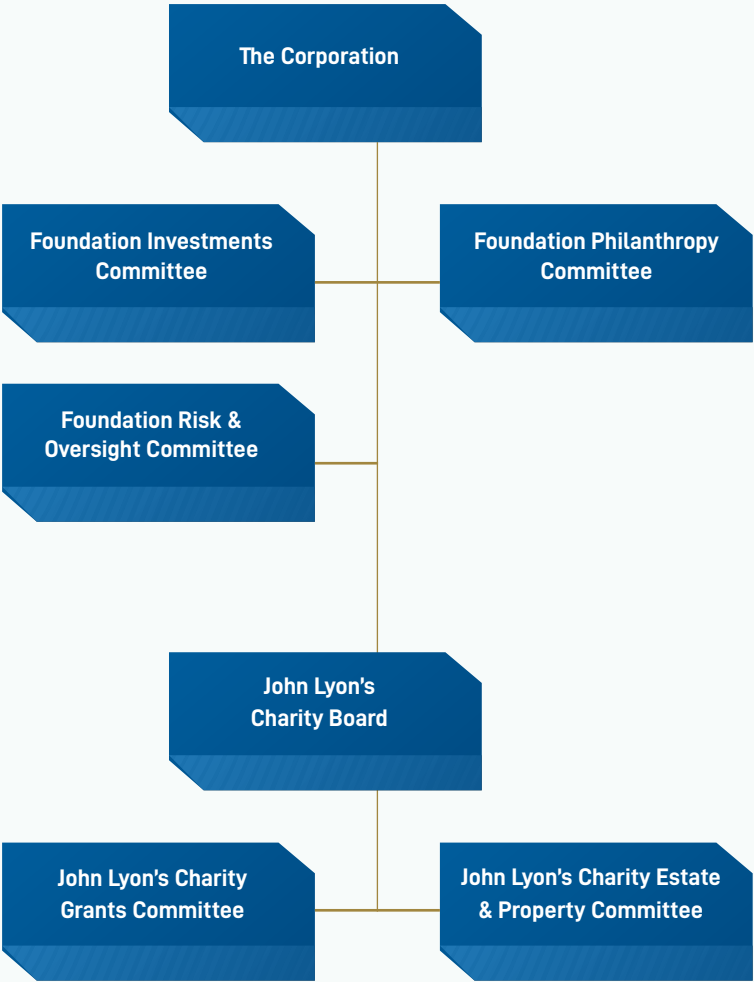 The Corporation
Foundation Investments
Committee
Foundation Philanthropy
Committee
Foundation Risk &
Oversight Committee
John Lyon's
Charity Board
John Lyon's Charity
Grants Committee
John Lyon's Charity Estate
& Property Committee